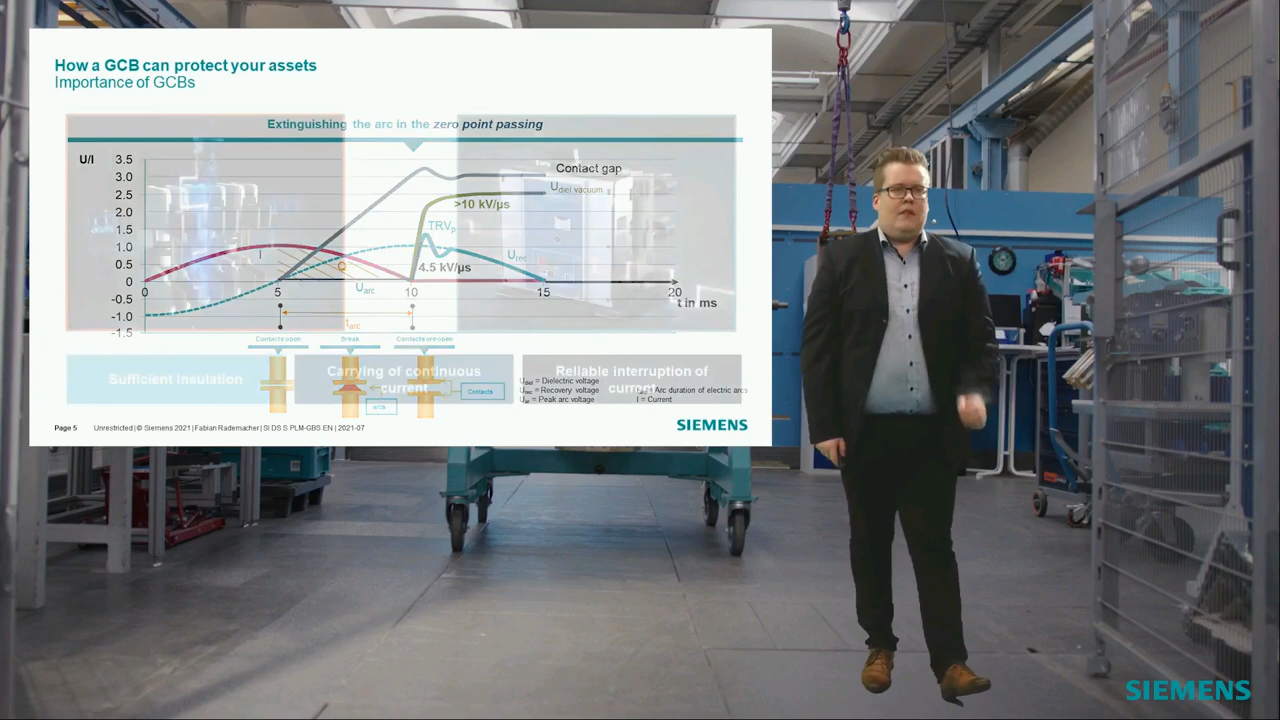 How a GCB can protect your assets
Importance of GCBs
Extinguishing the arc in the zero point passing
U/I
3.5
3.0
2.5
2.0
1.5
1.0
0.5
0
-0.5
-1.0
-1.5
Contact gap
Udiel vacuum
>10 kV/µs
TRVp
Urec
4.5 kV/µs
I
Q
Uarc
0
5
10
15
20
t in ms
tarc
Contacts open
Break
Contacts are open
Sufficient insulation
Carrying of continuous
current
Reliable interruption of
current
Contacts
arcs
= Dielectric voltage
= Recovery voltage
= Peak arc voltage
= Arc duration of electric arcs
I = Current
Page 5
Unrestricted | © Siemens 2021 | Fabian Rademacher | SI DS S PLM-GBS EN | 2021-07
SIEMENS
SIEMENS